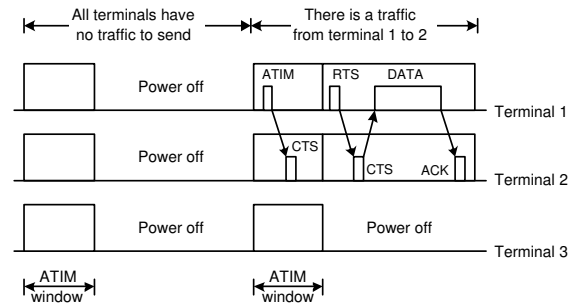 All terminals have
no traffic to send
There is a traffic
from terminal 1 to 2
Power off
ATIM
RTS
DATA
Terminal 1
Power off
CTS
CTS
ACK
Terminal 2
Power off
Power off
Terminal 3
ATIM
window
ATIM
window